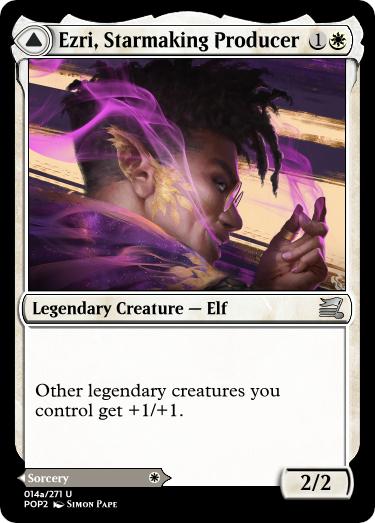 Ezri, Starmaking Producer 1
Legendary Creature — Elf
Other legendary creatures you
control get +1/+1.
Sorcery
2/2
014a/271 U
POP2 Simon Pape